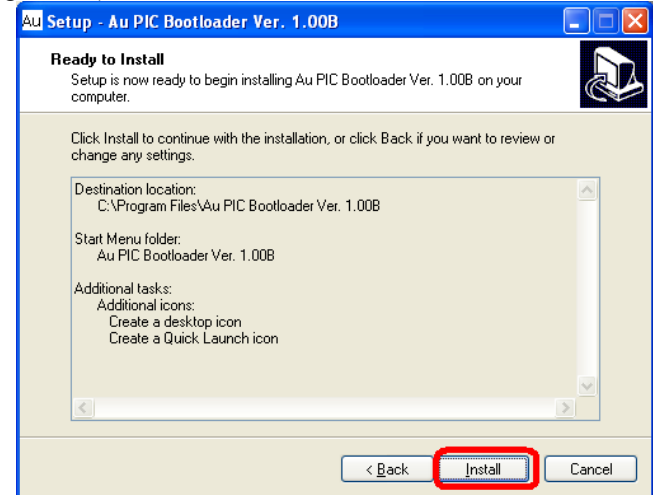 Au Setup - Au PIC Bootloader Ver. 1.00B
Ready to Install
Setup is now ready to begin installing Au PIC Bootloader Ver. 1.00B on your
computer.
Click Install to continue with the installation, or click Back if you want to review or
change any settings.
Destination location:
C:\Program Files\Au PIC Bootloader Ver. 1.00B
Start Menu folder:
Au PIC Bootloader Ver. 1.00B
Additional tasks:
Additional icons:
Create a desktop icon
Create a Quick Launch icon
< Back Install Cancel